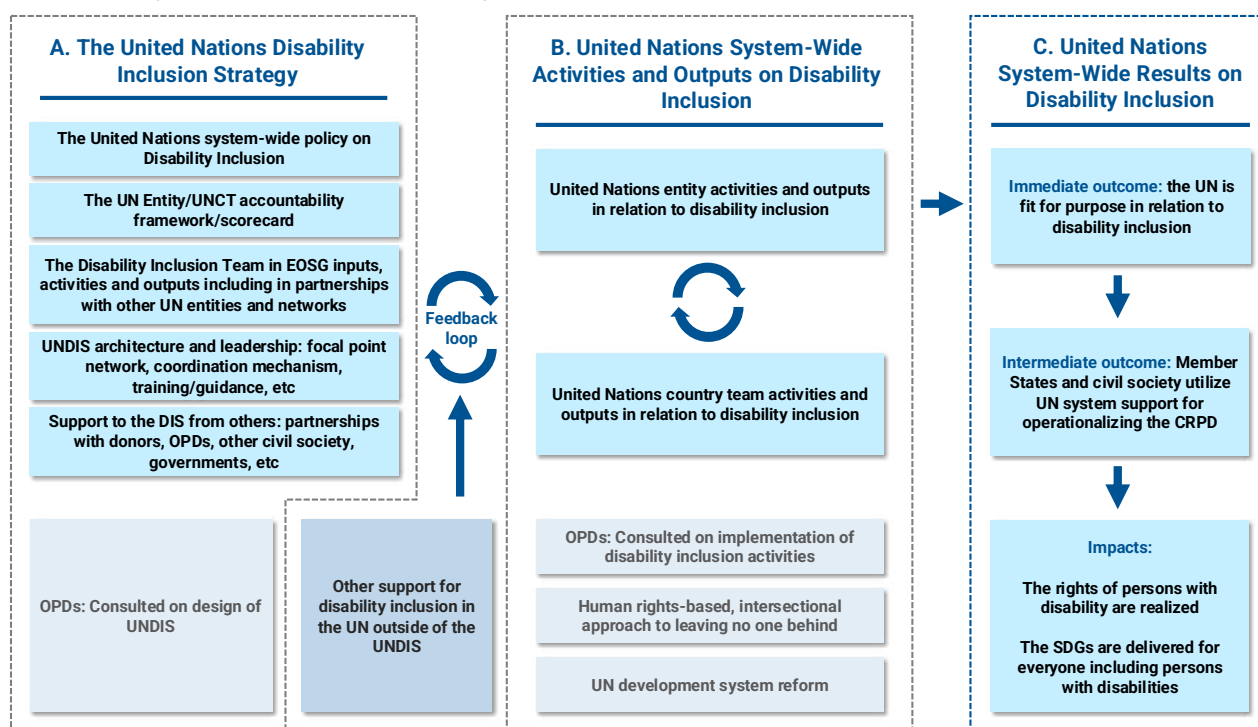 A. The United Nations Disability
Inclusion Strategy
The United Nations system-wide policy on
Disability Inclusion
The UN Entity/UNCT accountability
framework/scorecard
The Disability Inclusion Team in EOSG inputs,
activities and outputs including in partnerships
with other UN entities and networks
UNDIS architecture and leadership: focal point
network, coordination mechanism,
training/guidance, etc
Support to the DIS from others: partnerships
with donors, OPDs, other civil society,
governments, etc
OPDs: Consulted on design of
UNDIS
Other support for
disability inclusion in
the UN outside of the
UNDIS
Feedback
loop
B. United Nations System-Wide
Activities and Outputs on Disability
Inclusion
United Nations entity activities and outputs
in relation to disability inclusion
United Nations country team activities and
outputs in relation to disability inclusion
OPDs: Consulted on implementation of
disability inclusion activities
Human rights-based, intersectional
approach to leaving no one behind
UN development system reform
C. United Nations
System-Wide Results on
Disability Inclusion
Immediate outcome: the UN is
fit for purpose in relation to
disability inclusion
Intermediate outcome: Member
States and civil society utilize
UN system support for
operationalizing the CRPD
Impacts:
The rights of persons with
disability are realized
The SDGs are delivered for
everyone including persons
with disabilities